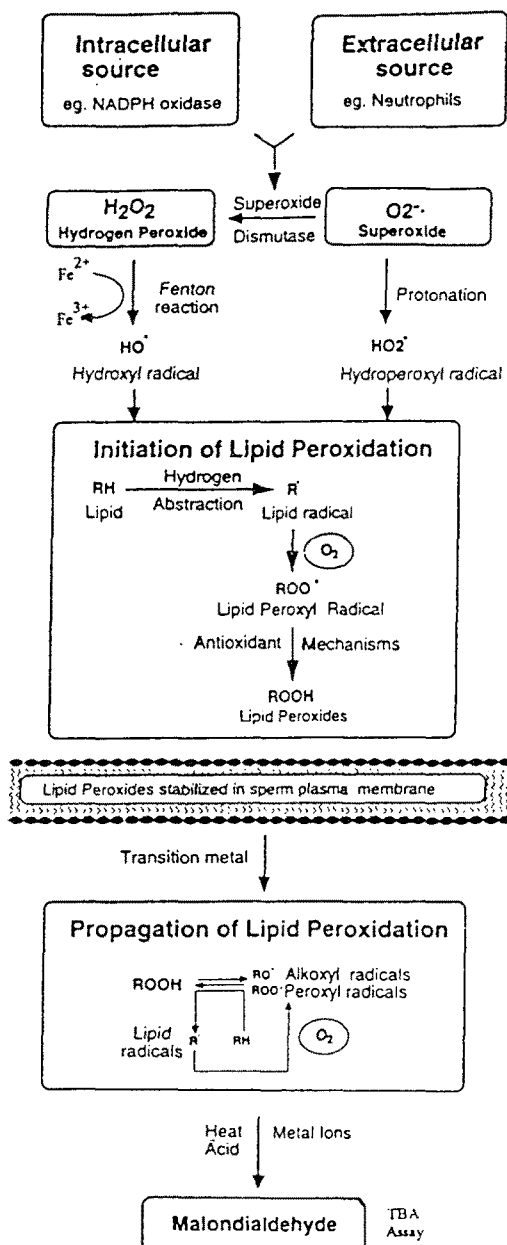 Intracellular
source
eg. NADPH oxidase
Extracellular
source
eg. Neutrophils
H2O2
Hydrogen Peroxide
Superoxide
Dismutase
O2-·
Superoxide
Fe2+
Fe3+
Fenton
reaction
Protonation
HO·
Hydroxyl radical
HO2·
Hydroperoxyl radical
Initiation of Lipid Peroxidation
RH
Lipid
Hydrogen
Abstraction
R·
Lipid radical
O2
ROO·
Lipid Peroxyl Radical
Antioxidant Mechanisms
ROOH
Lipid Peroxides
Lipid Peroxides stabilized in sperm plasma membrane
Transition metal
Propagation of Lipid Peroxidation
ROOH
RO· Alkoxyl radicals
ROO· Peroxyl radicals
Lipid
radicals
R·
RH
O2
Heat
Acid
Metal Ions
Malondialdehyde
TBA
Assay